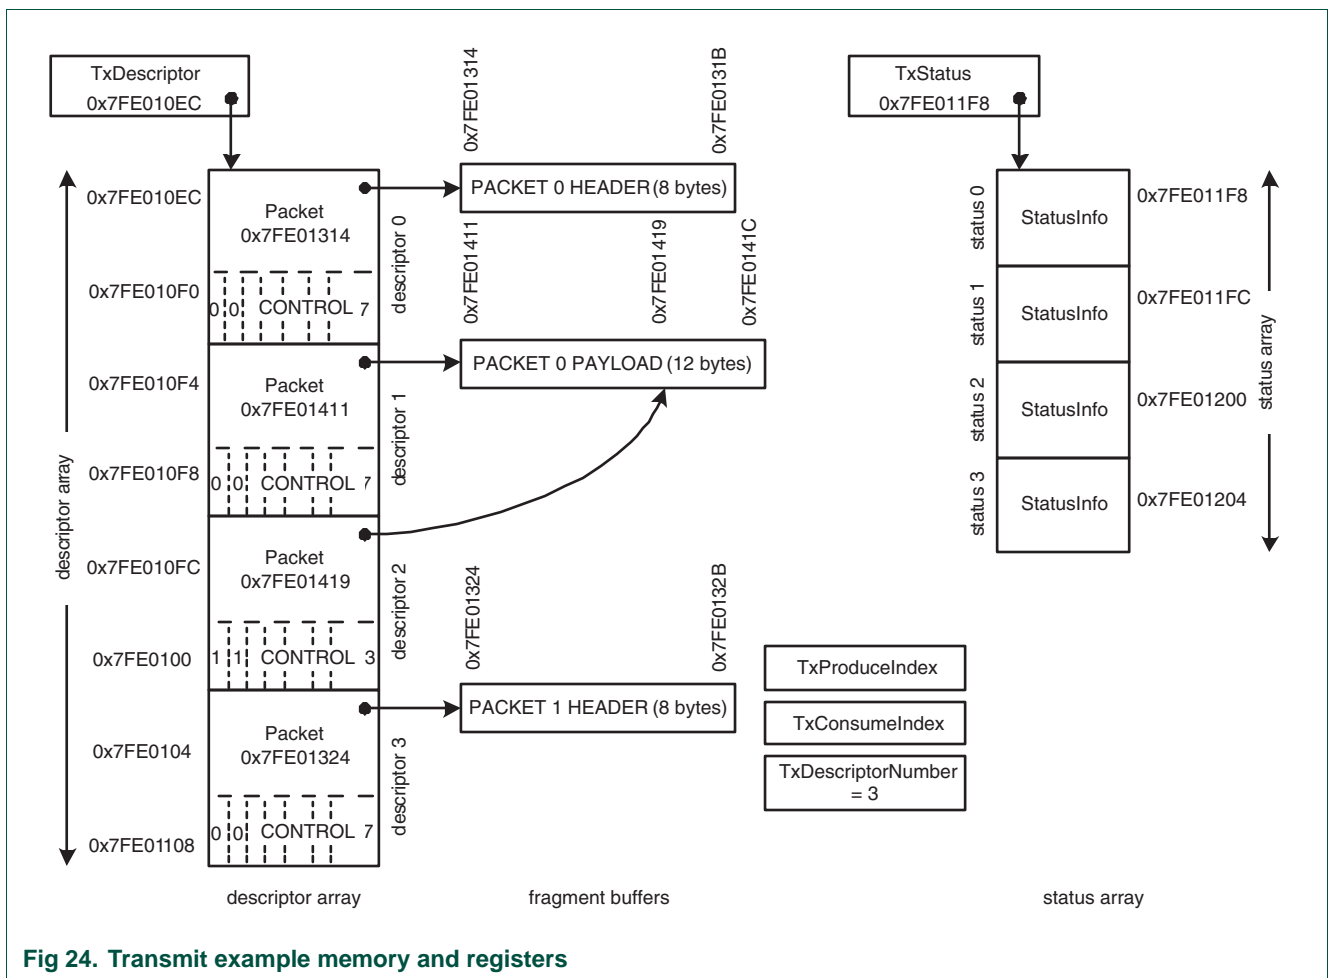 TxDescriptor
0x7FE010EC
0x7FE01314
0x7FE0131B
TxStatus
0x7FE011F8
0x7FE010EC
Packet
0x7FE01314
descriptor 0
PACKET 0 HEADER (8 bytes)
0x7FE010F0
0 0 CONTROL 7
0x7FE01411
0x7FE01419
0x7FE0141C
0x7FE010F4
Packet
0x7FE01411
descriptor 1
PACKET 0 PAYLOAD (12 bytes)
0x7FE010F8
0 0 CONTROL 7
descriptor array
0x7FE010FC
Packet
0x7FE01419
descriptor 2
0x7FE0100
1 1 CONTROL 3
0x7FE01324
0x7FE0132B
0x7FE0104
Packet
0x7FE01324
descriptor 3
PACKET 1 HEADER (8 bytes)
0x7FE01108
0 0 CONTROL 7
status 0
StatusInfo
0x7FE011F8
status 1
StatusInfo
0x7FE011FC
status array
status 2
StatusInfo
0x7FE01200
status 3
StatusInfo
0x7FE01204
TxProduceIndex
TxConsumeIndex
TxDescriptorNumber
= 3
descriptor array
fragment buffers
status array
Fig 24. Transmit example memory and registers